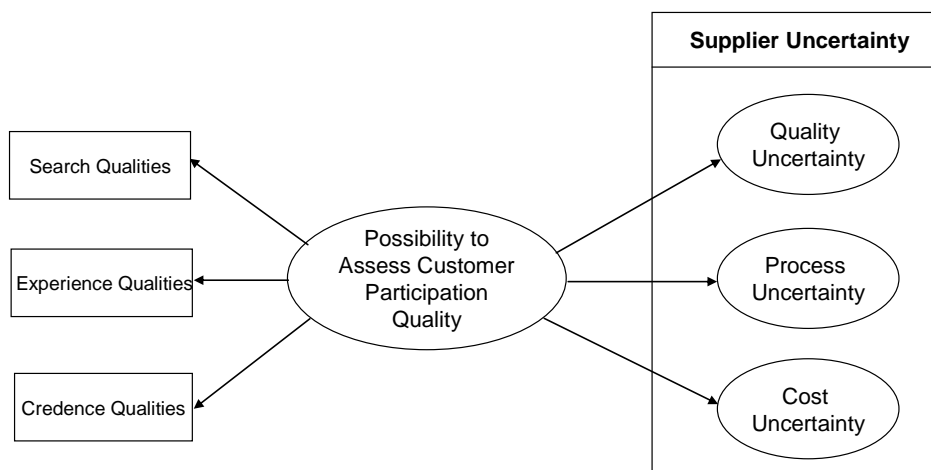 Supplier Uncertainty
Search Qualities
Experience Qualities
Credence Qualities
Possibility to
Assess Customer
Participation
Quality
Quality
Uncertainty
Process
Uncertainty
Cost
Uncertainty